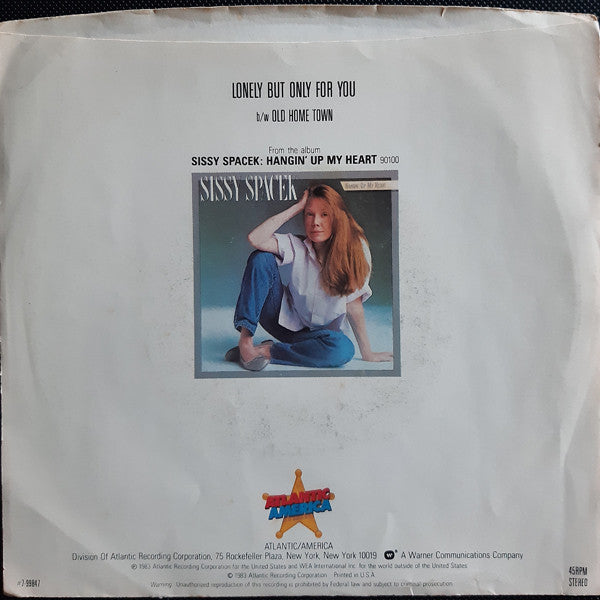 LONELY BUT ONLY FOR YOU
b/w OLD HOME TOWN
From the album
SISSY SPACEK: HANGIN' UP MY HEART 90100
SISSY SPACEK
HANGIN' UP MY HEART
ATLANTIC
AMERICA
ATLANTIC/AMERICA
Division Of Atlantic Recording Corporation, 75 Rockefeller Plaza, New York, New York 10019 W A Warner Communications Company
℗ 1983 Atlantic Recording Corporation for the United States and WEA International Inc. for the world outside of the United States
© 1983 Atlantic Recording Corporation Printed in U.S.A.
Warning: Unauthorized reproduction of this recording is prohibited by Federal law and subject to criminal prosecution.
#7-99847
45RPM
STEREO